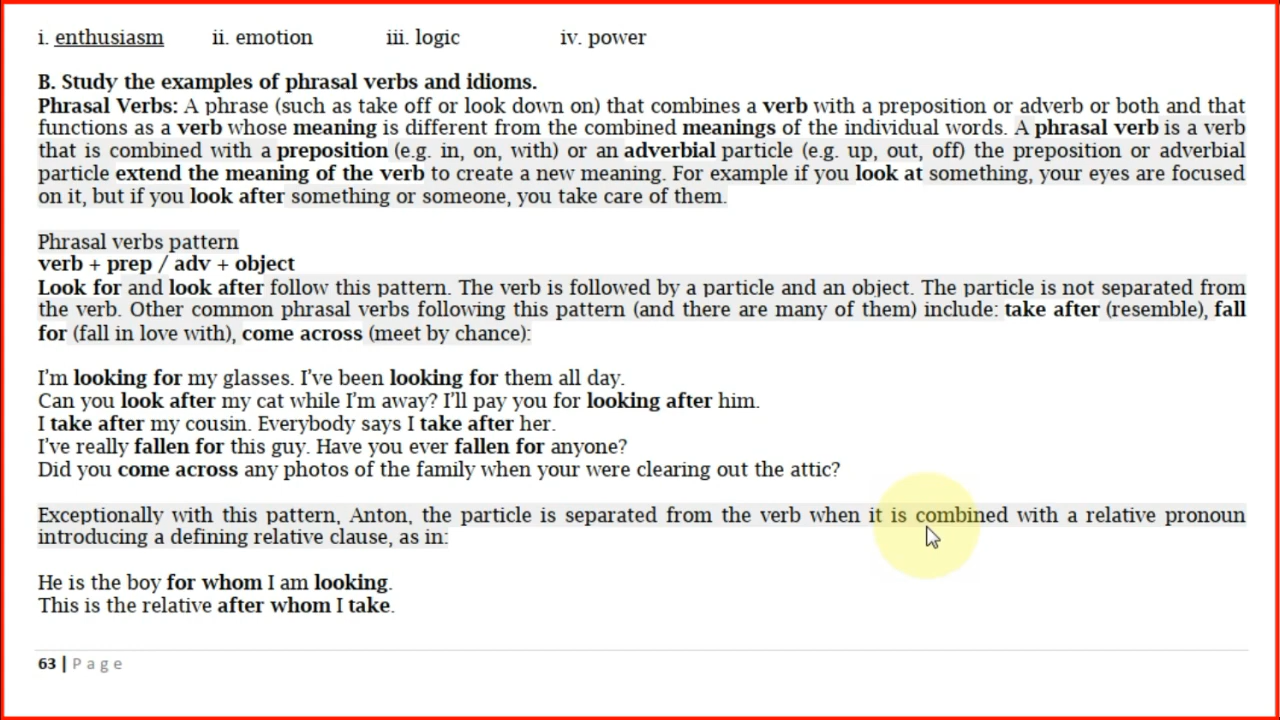 i. enthusiasm ii. emotion iii. logic iv. power
B. Study the examples of phrasal verbs and idioms.
Phrasal Verbs: A phrase (such as take off or look down on) that combines a verb with a preposition or adverb or both and that
functions as a verb whose meaning is different from the combined meanings of the individual words. A phrasal verb is a verb
that is combined with a preposition (e.g. in, on, with) or an adverbial particle (e.g. up, out, off) the preposition or adverbial
particle extend the meaning of the verb to create a new meaning. For example if you look at something, your eyes are focused
on it, but if you look after something or someone, you take care of them.
Phrasal verbs pattern
verb + prep / adv + object
Look for and look after follow this pattern. The verb is followed by a particle and an object. The particle is not separated from
the verb. Other common phrasal verbs following this pattern (and there are many of them) include: take after (resemble), fall
for (fall in love with), come across (meet by chance):
I'm looking for my glasses. I've been looking for them all day.
Can you look after my cat while I'm away? I'll pay you for looking after him.
I take after my cousin. Everybody says I take after her.
I've really fallen for this guy. Have you ever fallen for anyone?
Did you come across any photos of the family when your were clearing out the attic?
Exceptionally with this pattern, Anton, the particle is separated from the verb when it is combined with a relative pronoun
introducing a defining relative clause, as in:
He is the boy for whom I am looking.
This is the relative after whom I take.
63 | Page